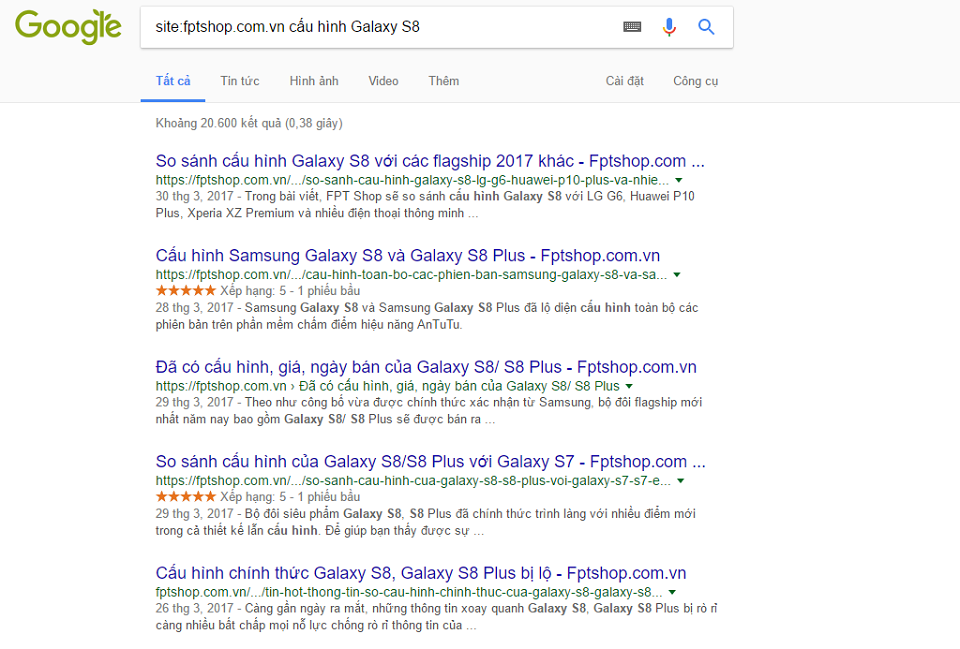 Google
site:fptshop.com.vn cấu hình Galaxy S8
Tất cả Tin tức Hình ảnh Video Thêm Cài đặt Công cụ
Khoảng 20.600 kết quả (0,38 giây)
So sánh cấu hình Galaxy S8 với các flagship 2017 khác - Fptshop.com ...
https://fptshop.com.vn/.../so-sanh-cau-hinh-galaxy-s8-lg-g6-huawei-p10-plus-va-nhie...
30 thg 3, 2017 - Trong bài viết, FPT Shop sẽ so sánh cấu hình Galaxy S8 với LG G6, Huawei P10
Plus, Xperia XZ Premium và nhiều điện thoại thông minh ...
Cấu hình Samsung Galaxy S8 và Galaxy S8 Plus - Fptshop.com.vn
https://fptshop.com.vn/.../cau-hinh-toan-bo-cac-phien-ban-samsung-galaxy-s8-va-sa...
Xếp hạng: 5 - 1 phiếu bầu
28 thg 3, 2017 - Samsung Galaxy S8 và Samsung Galaxy S8 Plus đã lộ diện cấu hình toàn bộ các
phiên bản trên phần mềm chấm điểm hiệu năng AnTuTu.
Đã có cấu hình, giá, ngày bán của Galaxy S8/ S8 Plus - Fptshop.com.vn
https://fptshop.com.vn › Đã có cấu hình, giá, ngày bán của Galaxy S8/ S8 Plus
29 thg 3, 2017 - Theo như công bố vừa được chính thức xác nhận từ Samsung, bộ đôi flagship mới
nhất năm nay bao gồm Galaxy S8/ S8 Plus sẽ được bán ra ...
So sánh cấu hình của Galaxy S8/S8 Plus với Galaxy S7 - Fptshop.com ...
https://fptshop.com.vn/.../so-sanh-cau-hinh-cua-galaxy-s8-s8-plus-voi-galaxy-s7-s7-e...
Xếp hạng: 5 - 1 phiếu bầu
29 thg 3, 2017 - Bộ đôi siêu phẩm Galaxy S8, S8 Plus đã chính thức trình làng với nhiều điểm mới
trong cả thiết kế lẫn cấu hình. Để giúp bạn thấy được sự ...
Cấu hình chính thức Galaxy S8, Galaxy S8 Plus bị lộ - Fptshop.com.vn
fptshop.com.vn/.../tin-hot-thong-tin-so-cau-hinh-chinh-thuc-cua-galaxy-s8-galaxy-s8...
26 thg 3, 2017 - Càng gần ngày ra mắt, những thông tin xoay quanh Galaxy S8, Galaxy S8 Plus bị rò rỉ
càng nhiều bất chấp mọi nỗ lực chống rò rỉ thông tin của ...